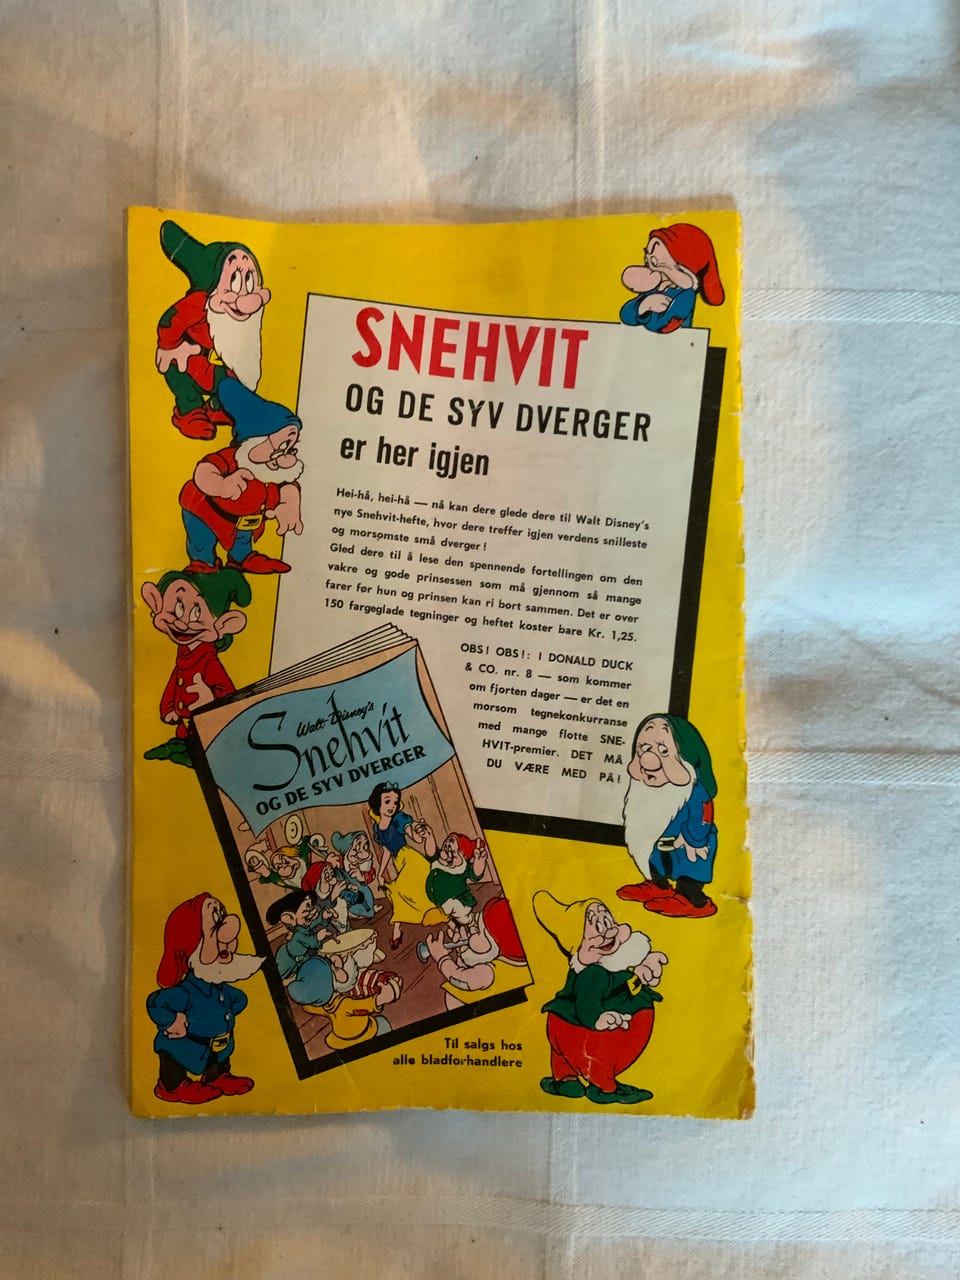 SNEHVIT
OG DE SYV DVERGER
er her igjen
Hei-hå, hei-hå — nå kan dere glede dere til Walt Disney's
nye Snehvit-hefte, hvor dere treffer igjen verdens snilleste
og morsomste små dverger!
Gled dere til å lese den spennende fortellingen om den
vakre og gode prinsessen som må gjennom så mange
farer før hun og prinsen kan ri bort sammen. Det er over
150 fargeglade tegninger og heftet koster bare Kr. 1,25.
OBS! OBS!: I DONALD DUCK
& CO. nr. 8 — som kommer
om fjorten dager — er det en
morsom tegnekonkurranse
med mange flotte SNE-
HVIT-premier. DET MÅ
DU VÆRE MED PÅ!
Walt Disney's
Snehvit
OG DE SYV DVERGER
Til salgs hos
alle bladforhandlere